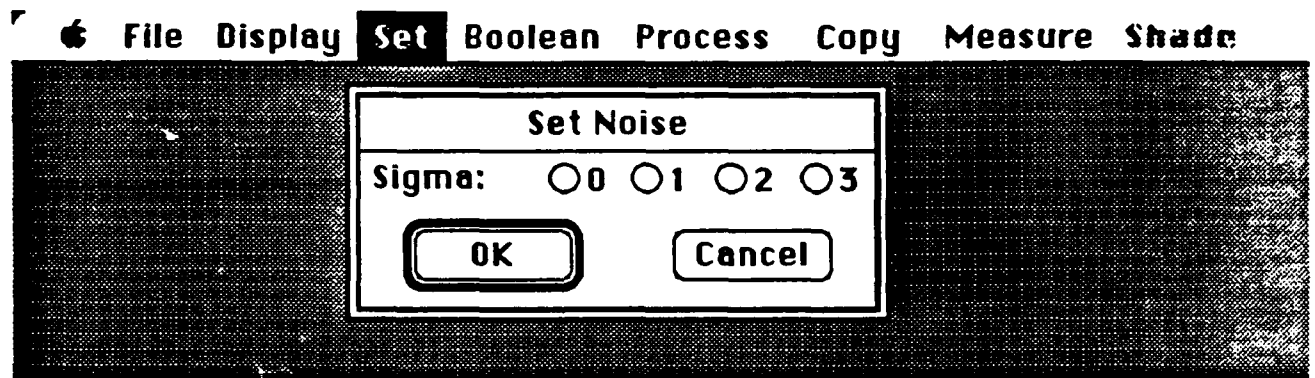 File Display Set Boolean Process Copy Measure Shade
Set Noise
Sigma: 0 1 2 3
OK Cancel